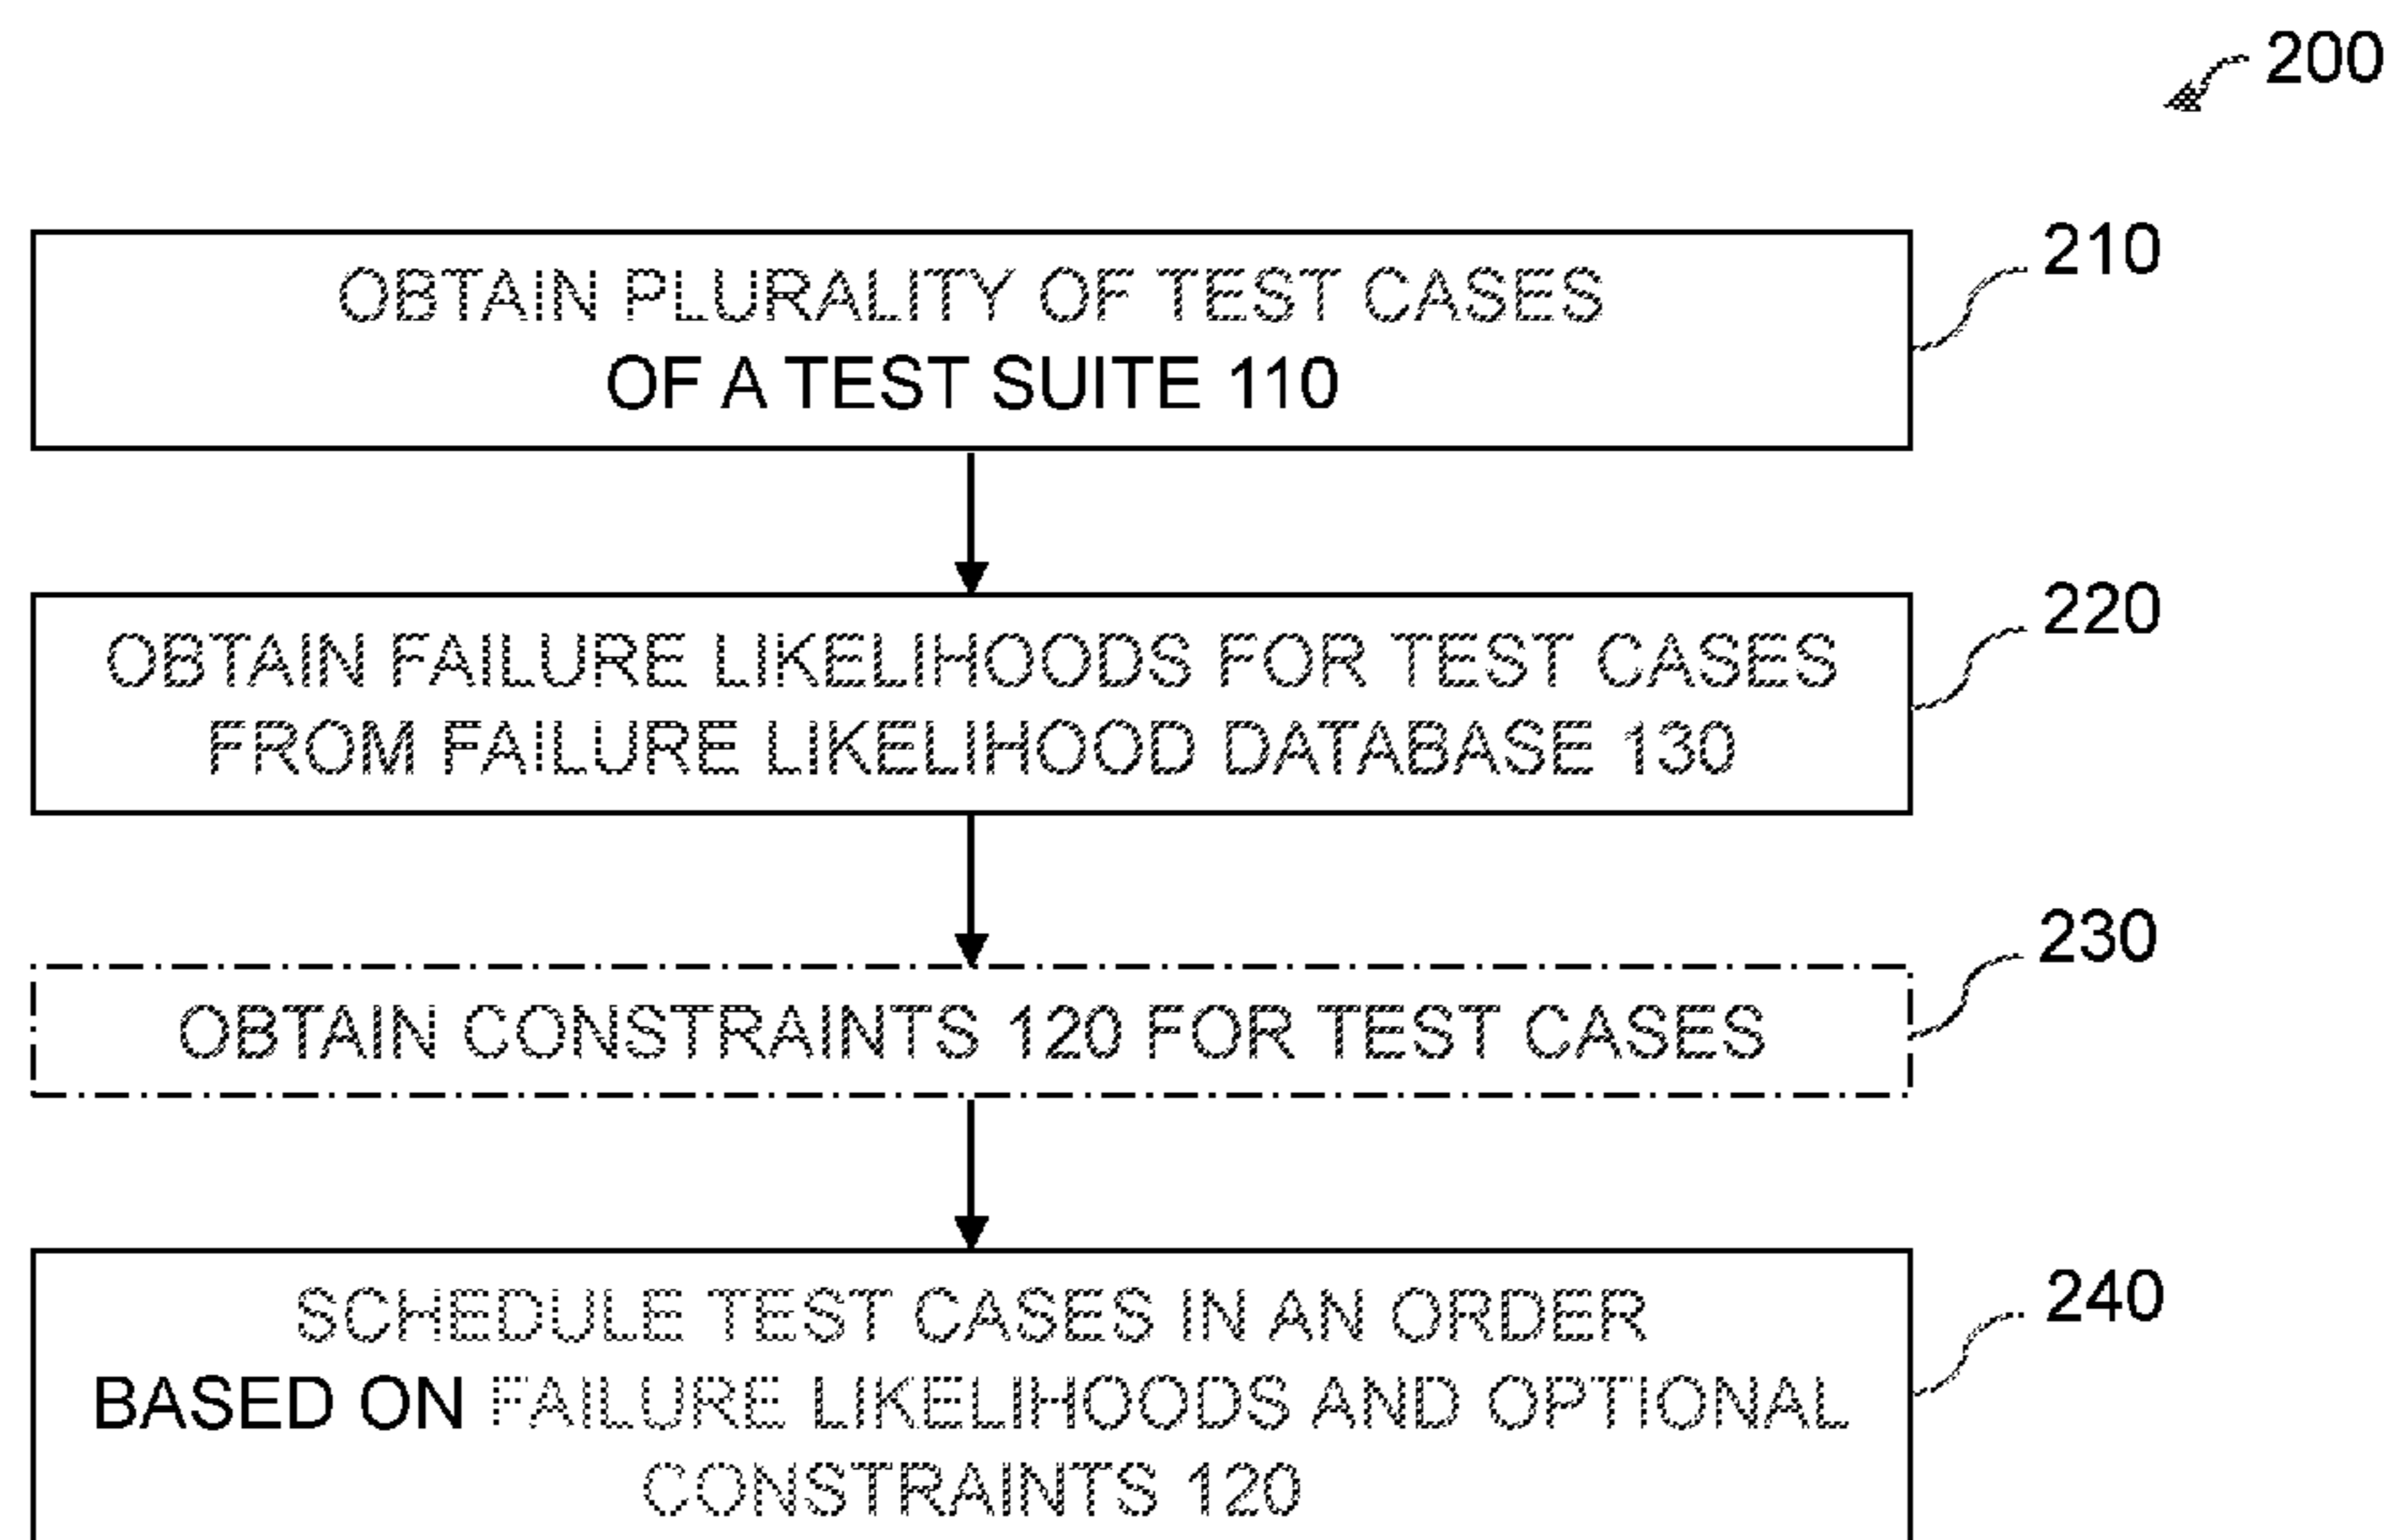 200
210
OBTAIN PLURALITY OF TEST CASES
OF A TEST SUITE 110
220
OBTAIN FAILURE LIKELIHOODS FOR TEST CASES
FROM FAILURE LIKELIHOOD DATABASE 130
230
OBTAIN CONSTRAINTS 120 FOR TEST CASES
240
SCHEDULE TEST CASES IN AN ORDER
BASED ON FAILURE LIKELIHOODS AND OPTIONAL
CONSTRAINTS 120